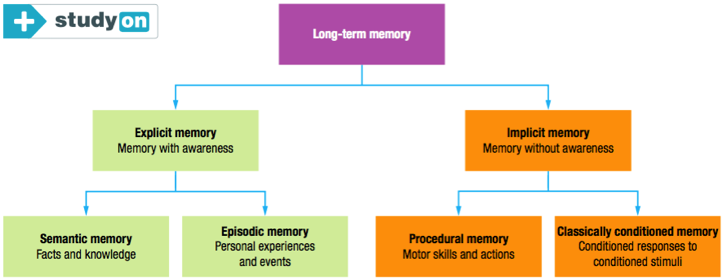 + studyon
Long-term memory
Explicit memory
Memory with awareness
Implicit memory
Memory without awareness
Semantic memory
Facts and knowledge
Episodic memory
Personal experiences
and events
Procedural memory
Motor skills and actions
Classically conditioned memory
Conditioned responses to
conditioned stimuli